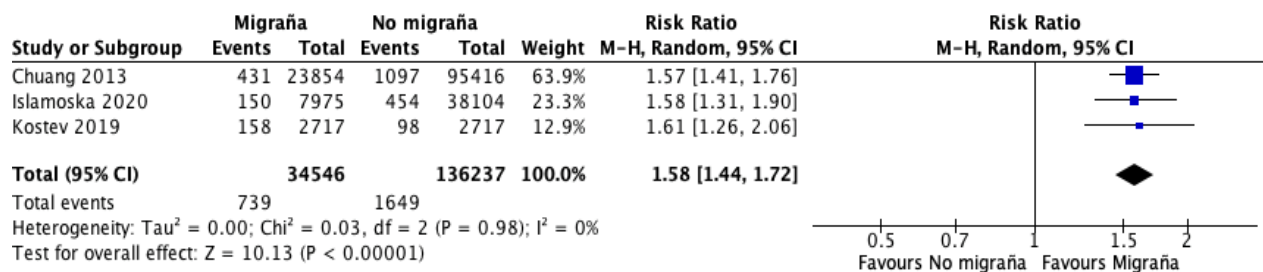 Migraña No migraña Risk Ratio Risk Ratio
Study or Subgroup Events Total Events Total Weight M-H, Random, 95% CI M-H, Random, 95% CI
Chuang 2013 431 23854 1097 95416 63.9% 1.57 [1.41, 1.76]
Islamoska 2020 150 7975 454 38104 23.3% 1.58 [1.31, 1.90]
Kostev 2019 158 2717 98 2717 12.9% 1.61 [1.26, 2.06]
Total (95% CI) 34546 136237 100.0% 1.58 [1.44, 1.72]
Total events 739 1649
Heterogeneity: Tau² = 0.00; Chi² = 0.03, df = 2 (P = 0.98); I² = 0%
Test for overall effect: Z = 10.13 (P < 0.00001)
0.5 0.7 1 1.5 2
Favours No migraña Favours Migraña